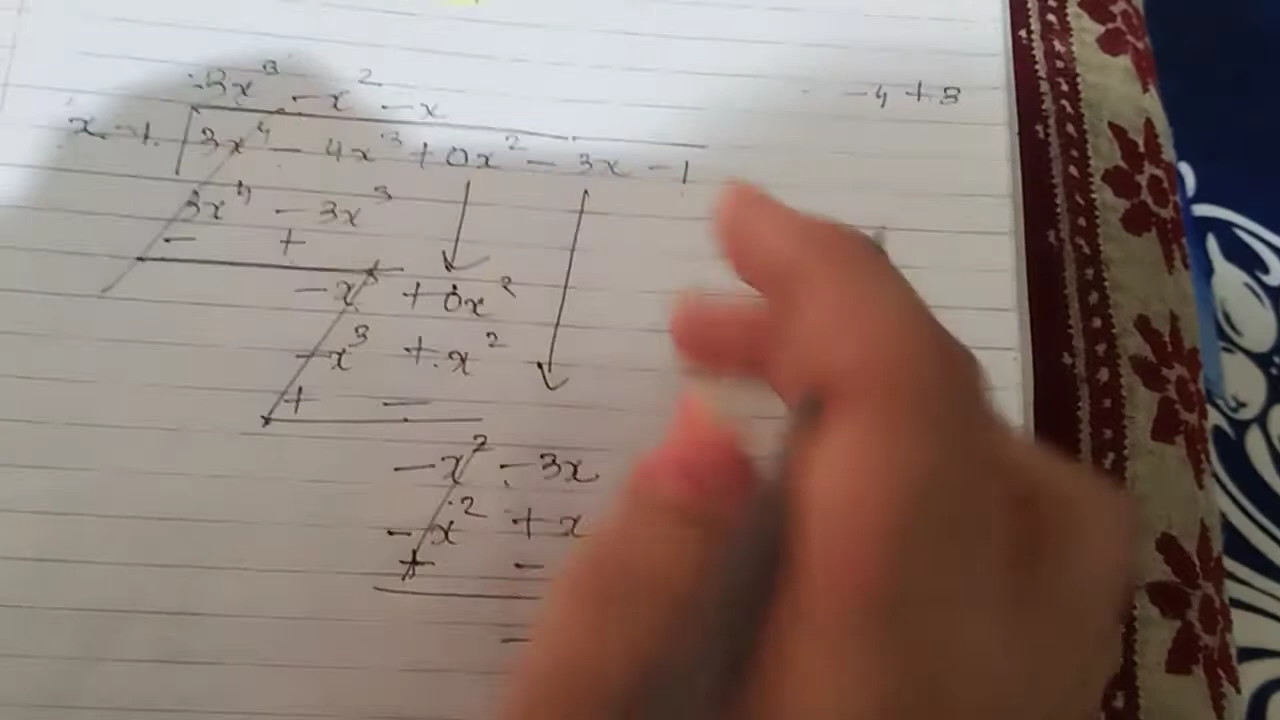 3x³ - x² - x
-4 + 3
x - 1 3x⁴ - 4x³ + 0x² - 3x - 1
3x⁴ - 3x³
- +
- x³ + 0x²
- x³ + x²
+ -
- x² - 3x
- x² + x
+ -
-